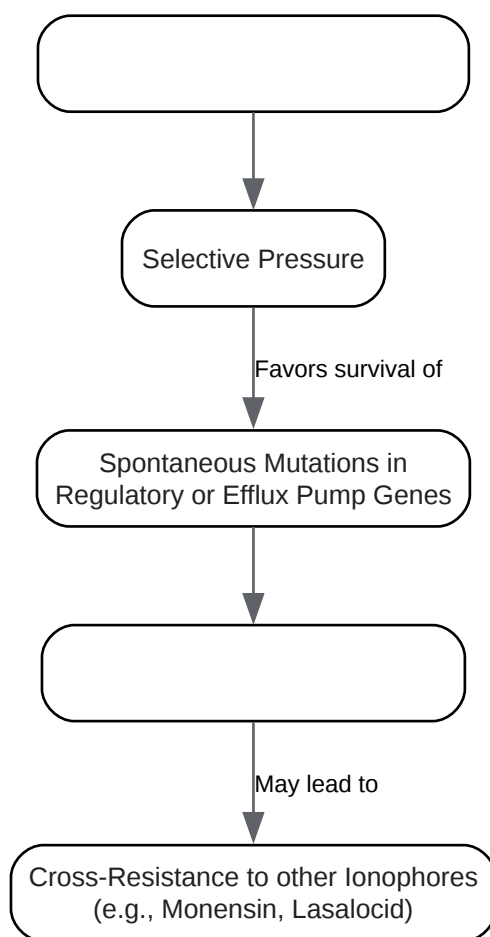 Selective Pressure
Favors survival of
Spontaneous Mutations in
Regulatory or Efflux Pump Genes
May lead to
Cross-Resistance to other Ionophores
(e.g., Monensin, Lasalocid)